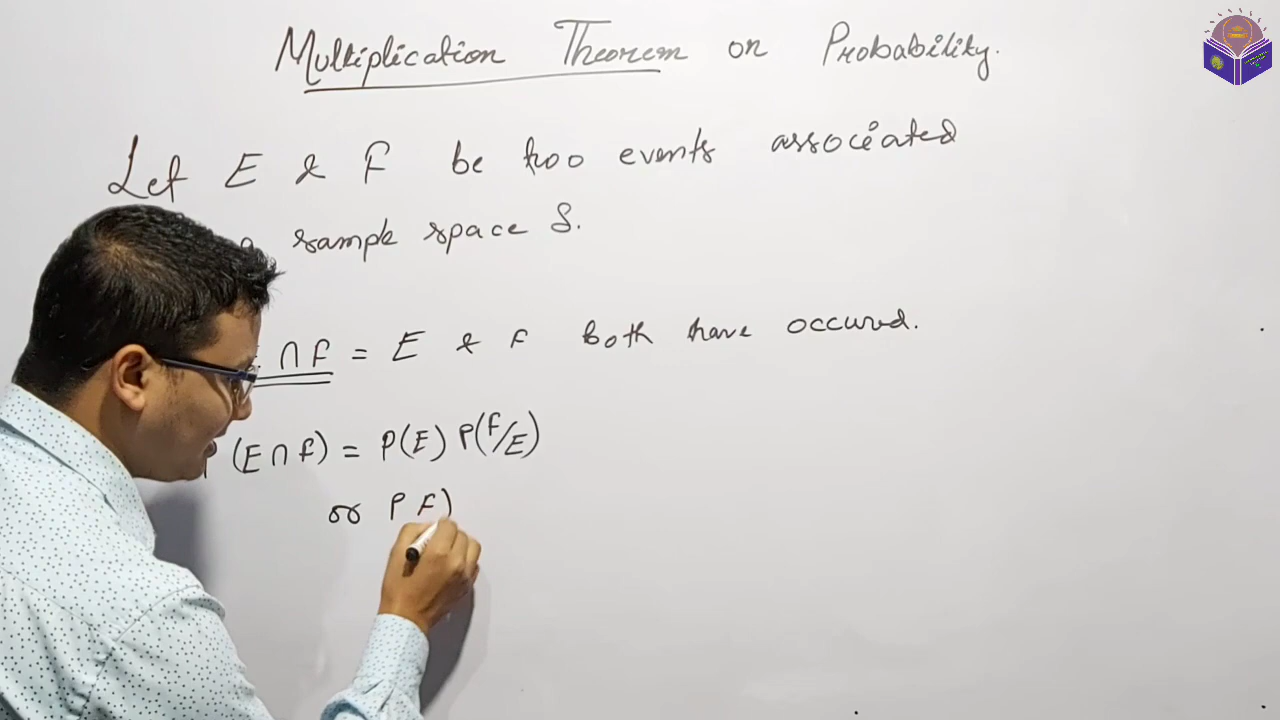 Multiplication Theorem on Probability.
Let E & F be two events associated
sample space S.
∩ F = E & F both have occured.
(E ∩ F) = P(E) P(F/E)
or P F)